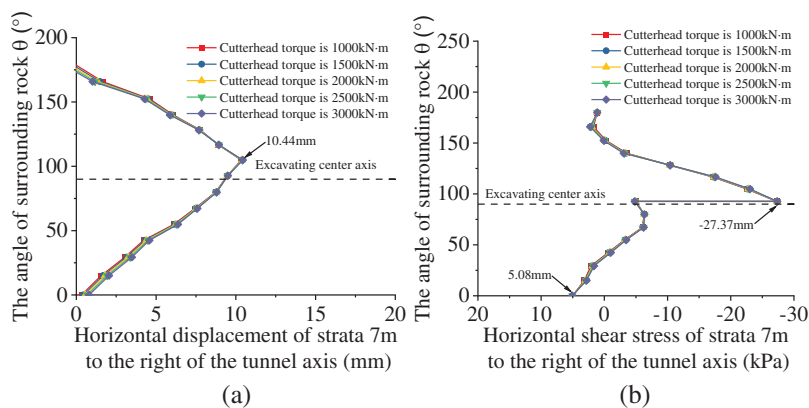 200
150
100
50
0
The angle of surrounding rock θ (°)
Cutterhead torque is 1000kN·m
Cutterhead torque is 1500kN·m
Cutterhead torque is 2000kN·m
Cutterhead torque is 2500kN·m
Cutterhead torque is 3000kN·m
10.44mm
Excavating center axis
0 5 10 15 20
Horizontal displacement of strata 7m
to the right of the tunnel axis (mm)
(a)
250
200
150
100
50
0
The angle of surrounding rock θ (°)
Cutterhead torque is 1000kN·m
Cutterhead torque is 1500kN·m
Cutterhead torque is 2000kN·m
Cutterhead torque is 2500kN·m
Cutterhead torque is 3000kN·m
Excavating center axis
-27.37mm
5.08mm
20 10 0 -10 -20 -30
Horizontal shear stress of strata 7m
to the right of the tunnel axis (kPa)
(b)